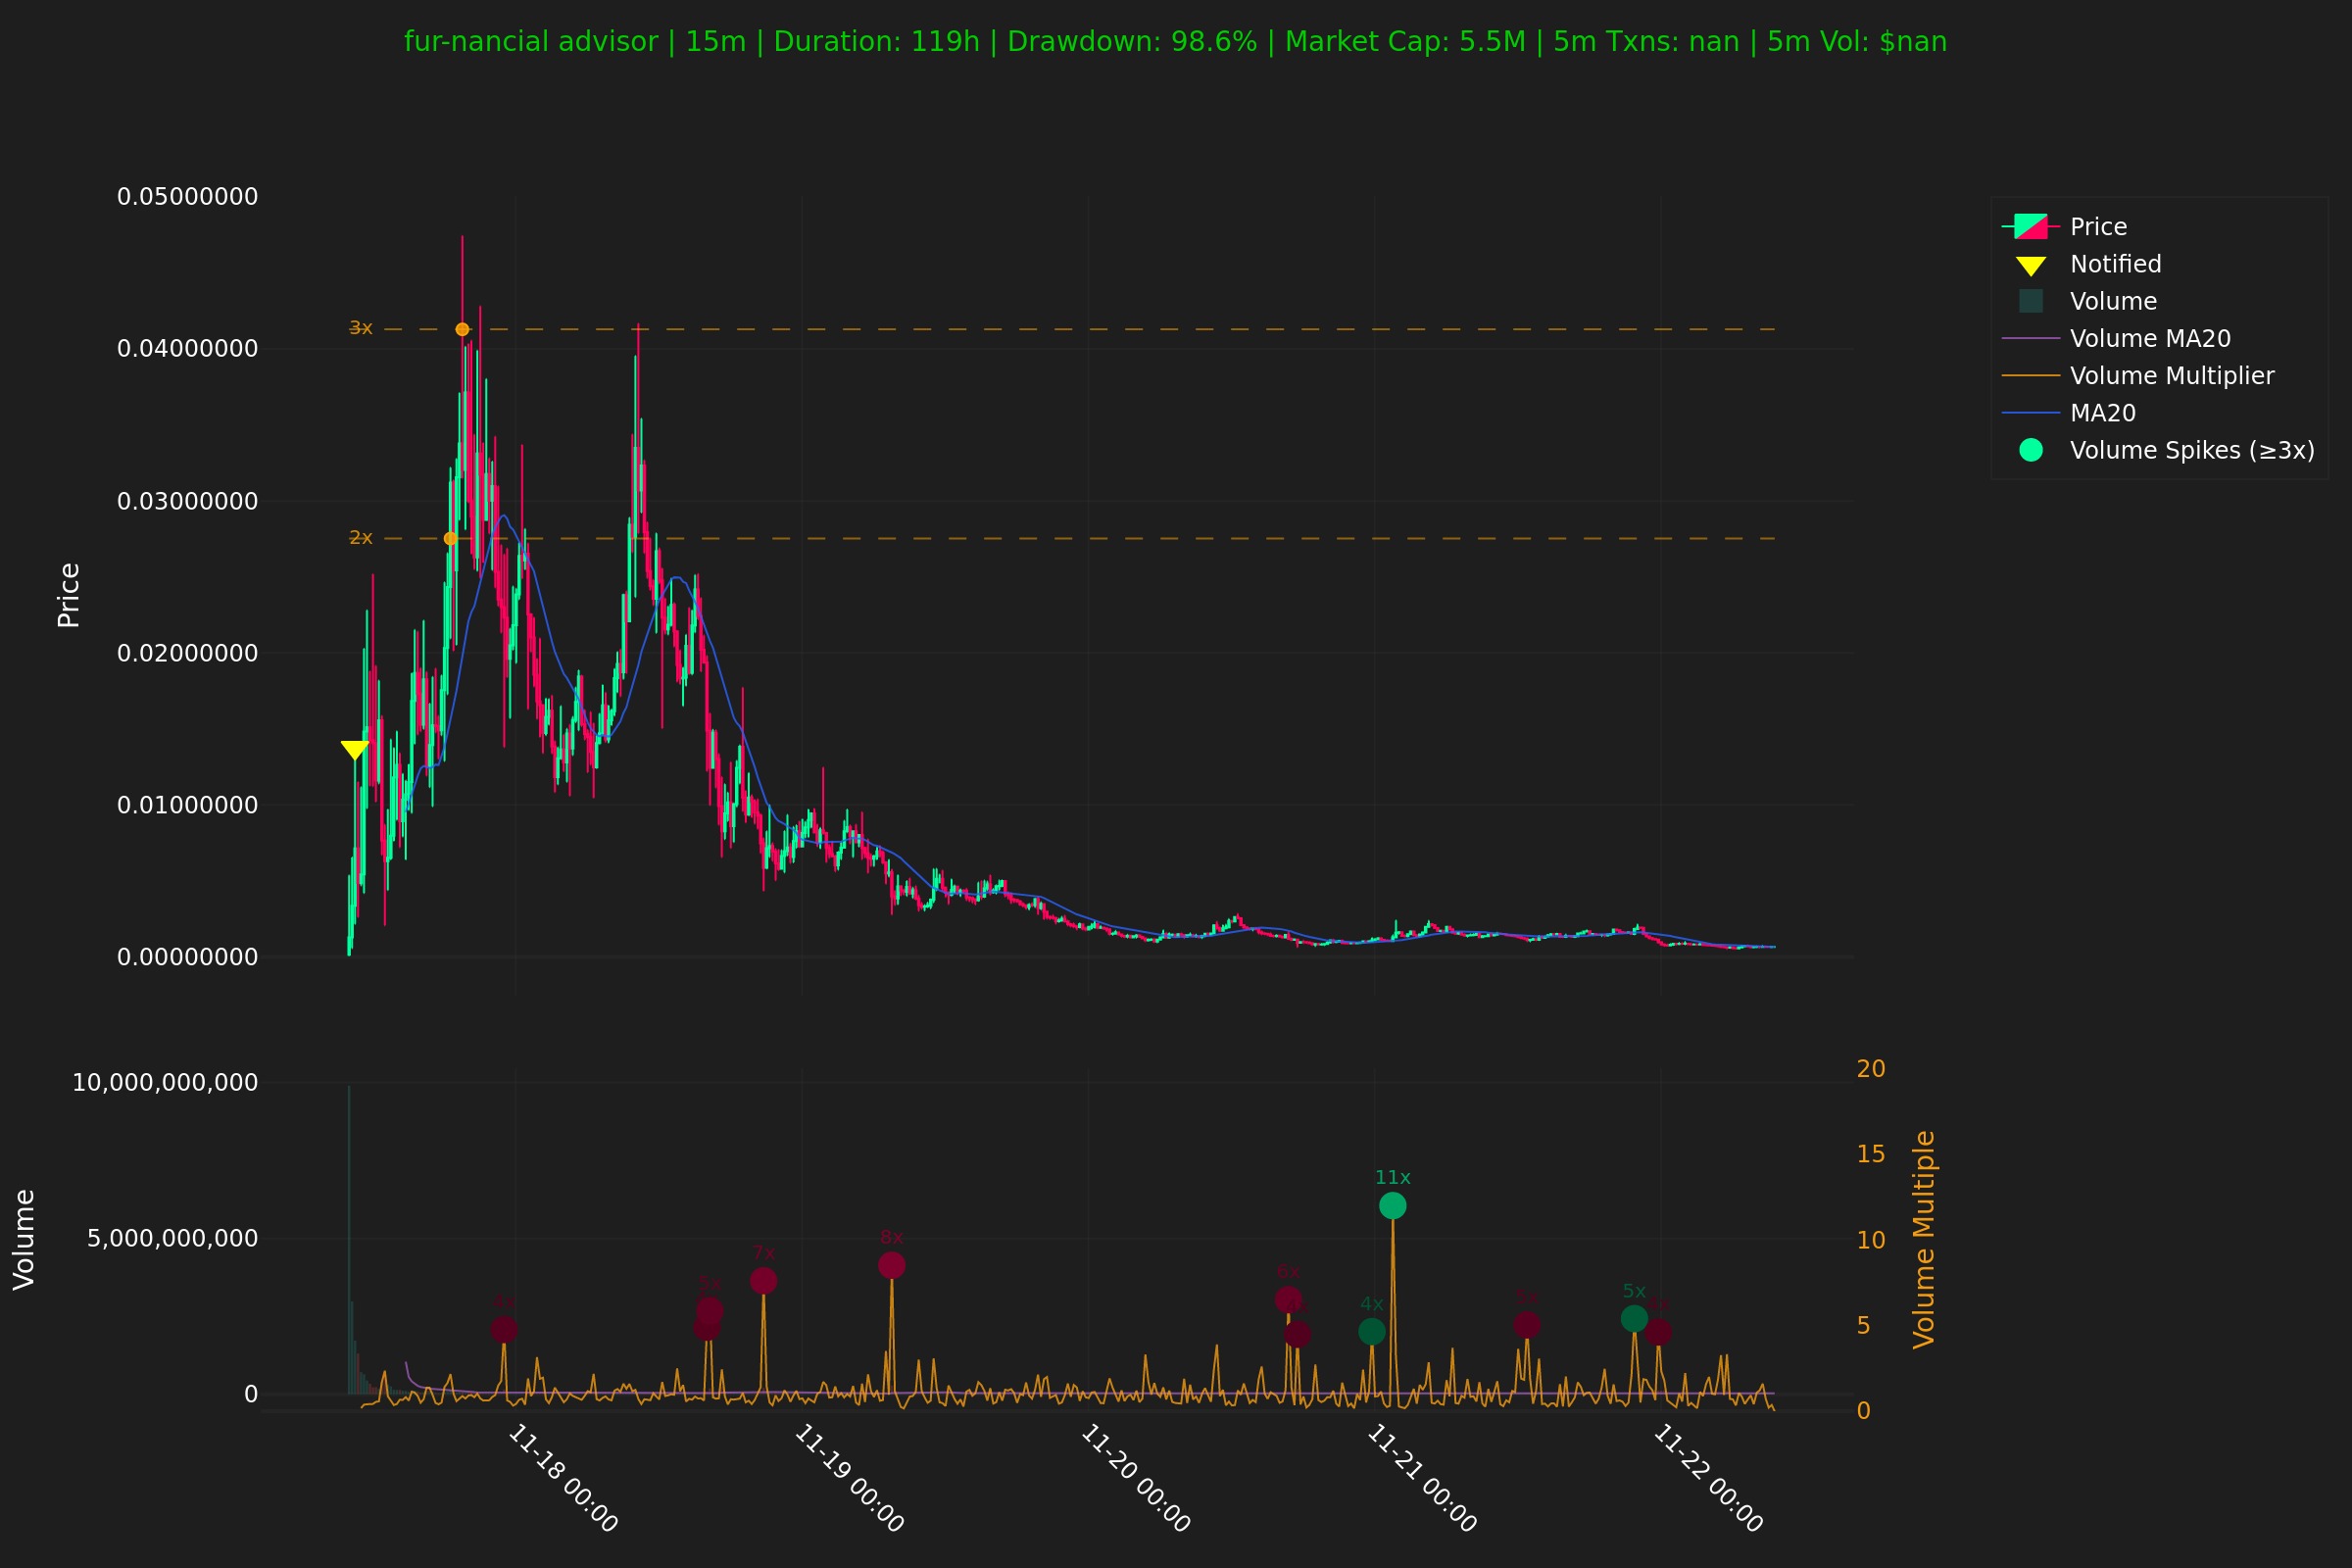 fur-nancial advisor | 15m | Duration: 119h | Drawdown: 98.6% | Market Cap: 5.5M | 5m Txns: nan | 5m Vol: $nan
Price
0.05000000
0.04000000
0.03000000
0.02000000
0.01000000
0.00000000
3x
2x
Price
Notified
Volume
Volume MA20
Volume Multiplier
MA20
Volume Spikes (≥3x)
Volume
10,000,000,000
5,000,000,000
0
7x
8x
6x
4x
11x
5x
20
15
10
5
0
Volume Multiple
11-18 00:00
11-19 00:00
11-20 00:00
11-21 00:00
11-22 00:00